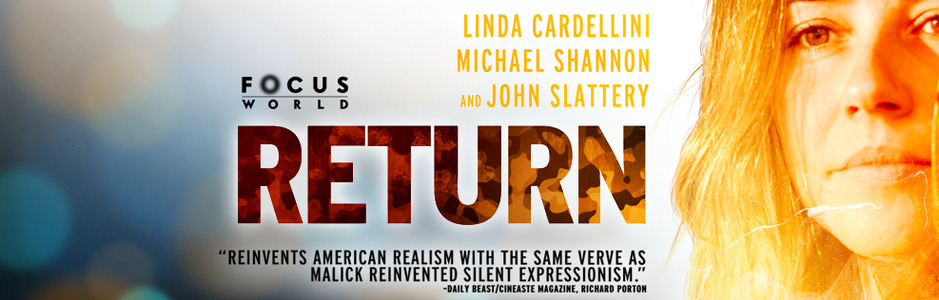 LINDA CARDELLINI
MICHAEL SHANNON
AND JOHN SLATTERY
FOCUS
WORLD
RETURN
“REINVENTS AMERICAN REALISM WITH THE SAME VERVE AS
MALICK REINVENTED SILENT EXPRESSIONISM.”
-DAILY BEAST/CINEASTE MAGAZINE, RICHARD PORTON